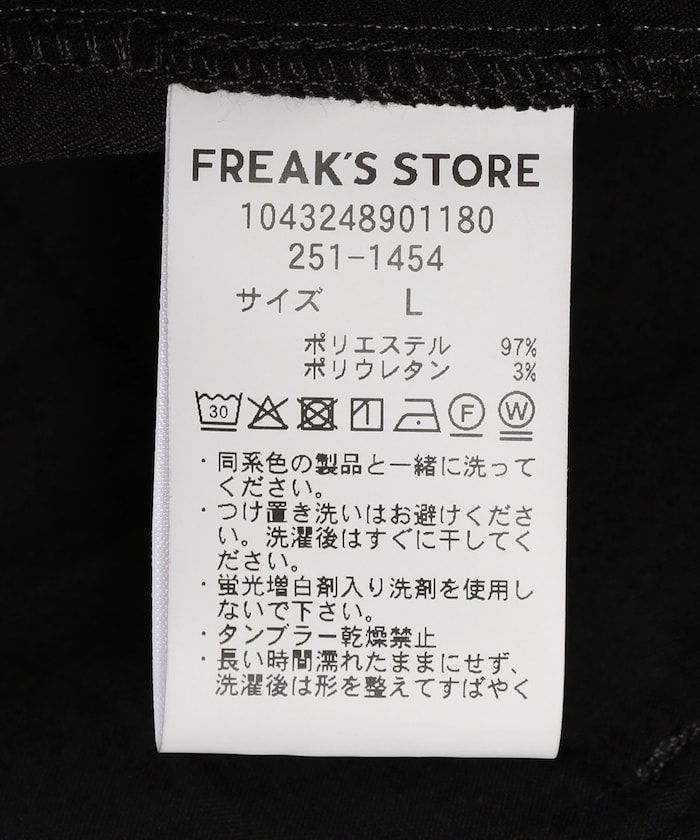 FREAK'S STORE
1043248901180
251-1454
サイズ L
ポリエステル 97%
ポリウレタン 3%
30 F W
・同系色の製品と一緒に洗って
ください。
・つけ置き洗いはお避けくださ
い。洗濯後はすぐに干してく
ださい。
・蛍光増白剤入り洗剤を使用し
ないで下さい。
・タンブラー乾燥禁止
・長い時間濡れたままにせず、
洗濯後は形を整えてすばやく